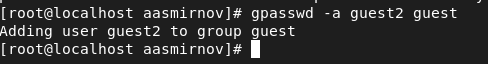 [root@localhost aasmirnov]# gpasswd -a guest2 guest
Adding user guest2 to group guest
[root@localhost aasmirnov]#